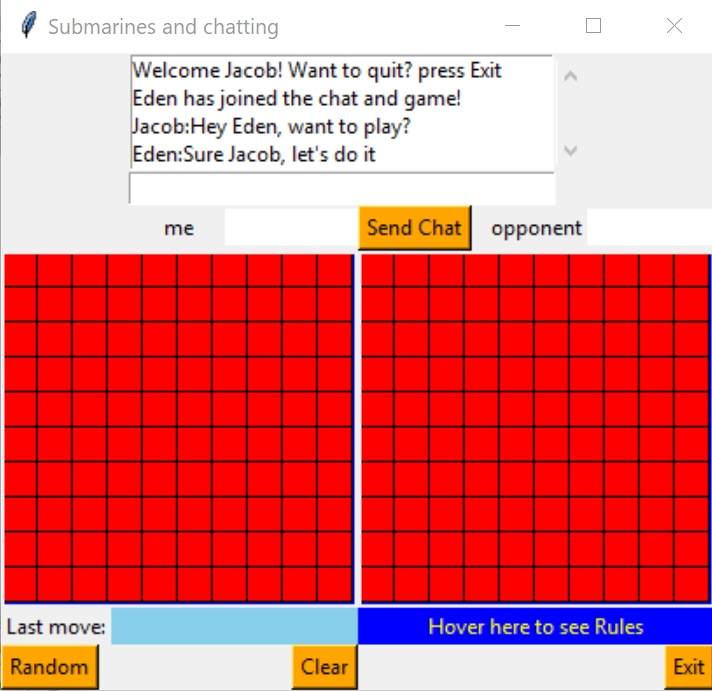 Submarines and chatting
Welcome Jacob! Want to quit? press Exit
Eden has joined the chat and game!
Jacob:Hey Eden, want to play?
Eden:Sure Jacob, let's do it
me
Send Chat
opponent
Last move:
Hover here to see Rules
Random
Clear
Exit